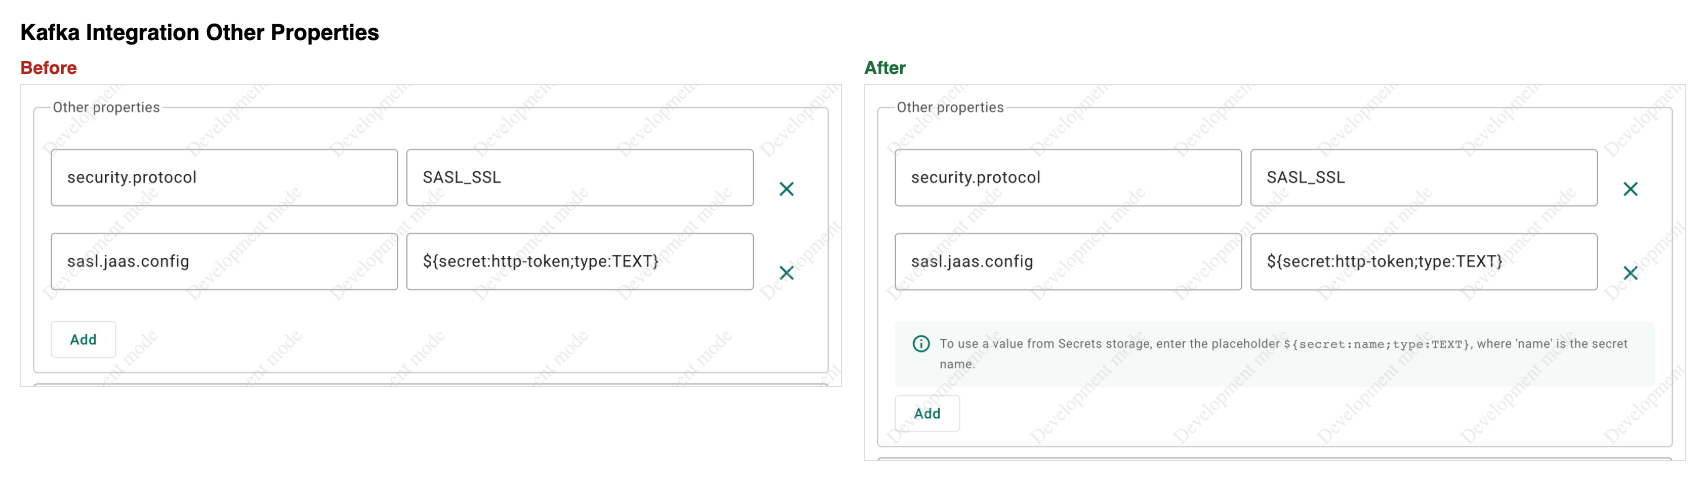 Kafka Integration Other Properties
Before
Other properties
security.protocol
SASL_SSL
sasl.jaas.config
${secret:http-token;type:TEXT}
Add
After
Other properties
security.protocol
SASL_SSL
sasl.jaas.config
${secret:http-token;type:TEXT}
To use a value from Secrets storage, enter the placeholder ${secret:name;type:TEXT}, where 'name' is the secret
name.
Add
Development mode